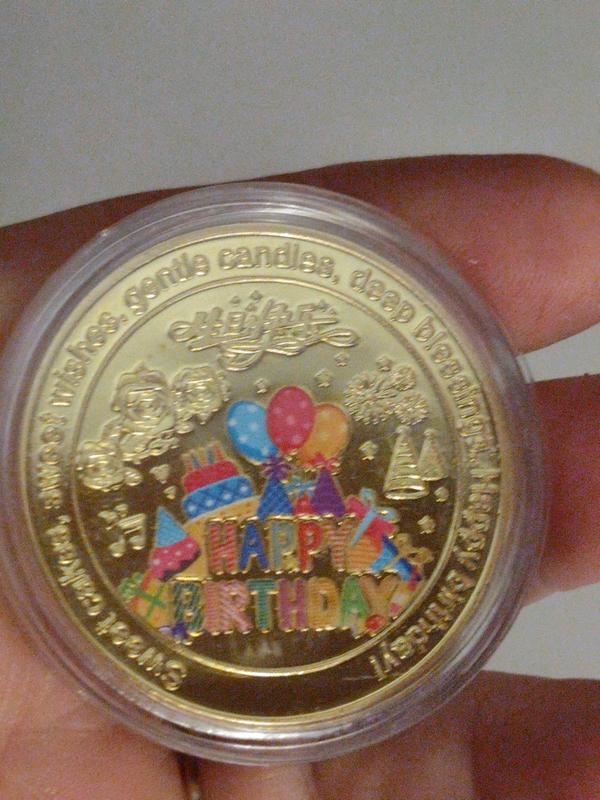 Sweet cakes, sweet wishes, gentle candles, deep blessings! Happy birthday!
HAPPY
BIRTHDAY